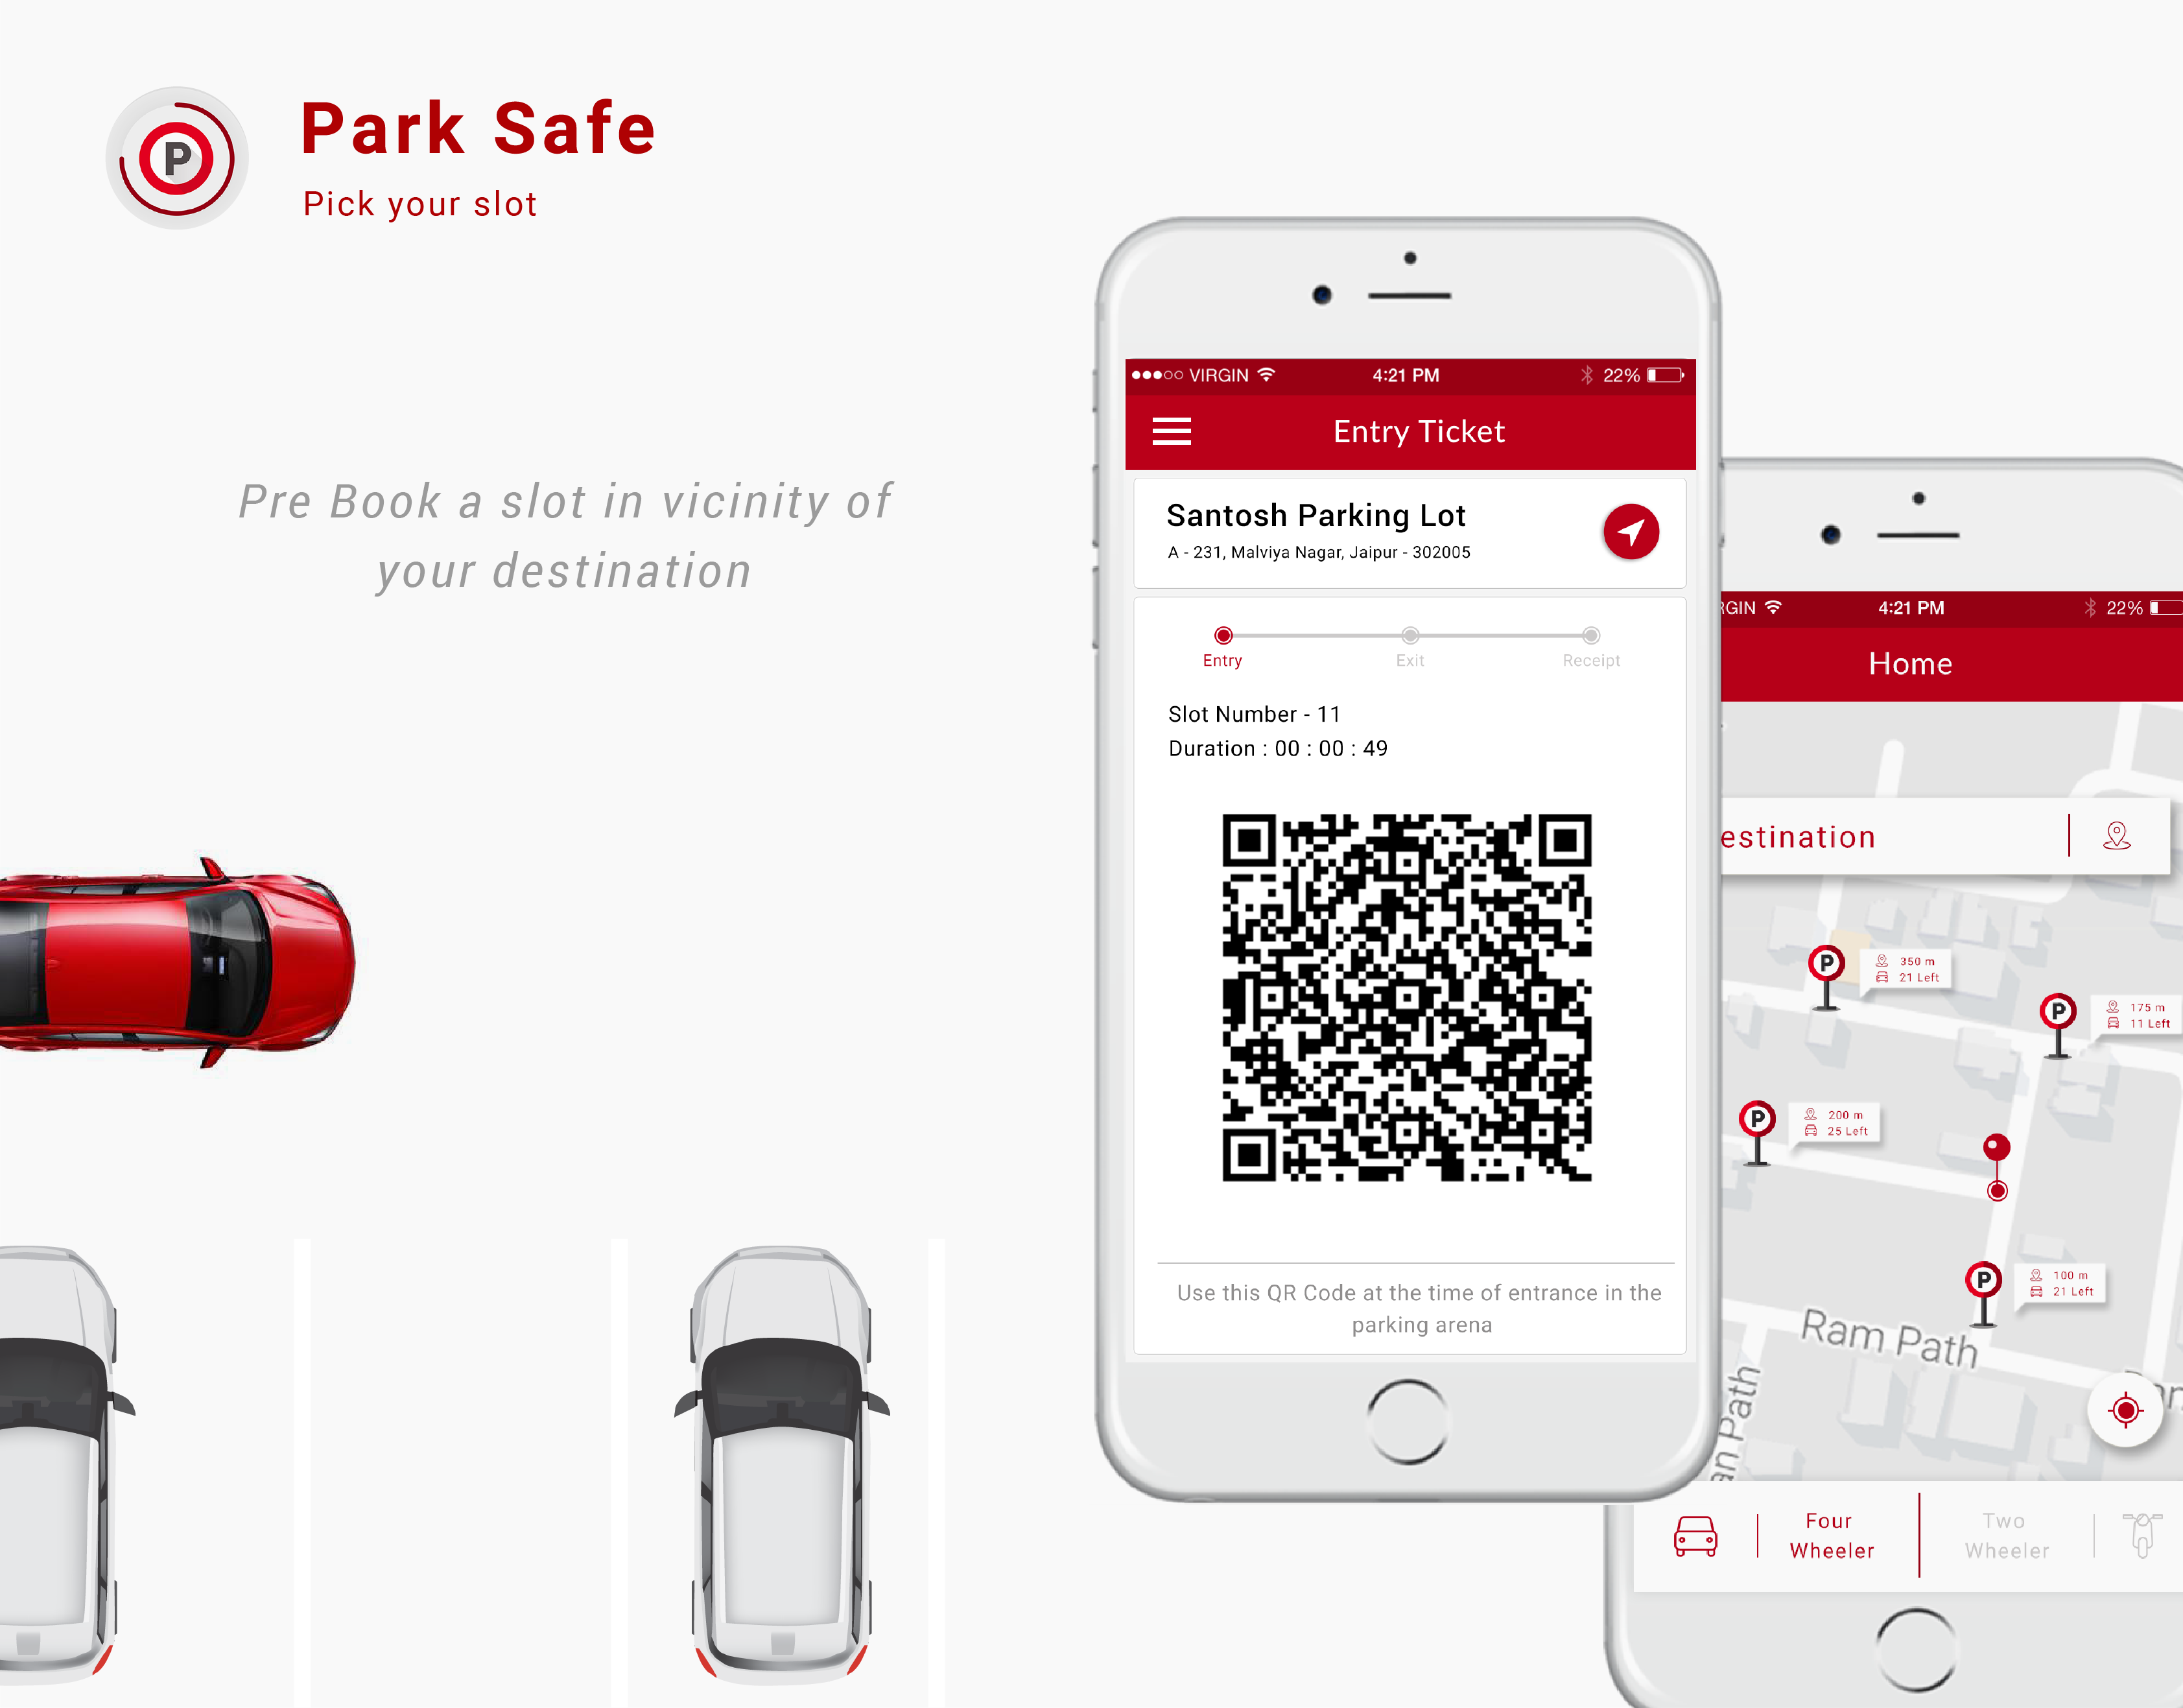 P
Park Safe
Pick your slot
Pre Book a slot in vicinity of
your destination
VIRGIN
4:21 PM
22%
Entry Ticket
Santosh Parking Lot
A - 231, Malviya Nagar, Jaipur - 302005
Entry
Exit
Receipt
Slot Number - 11
Duration : 00 : 00 : 49
Use this QR Code at the time of entrance in the
parking arena
RGIN
4:21 PM
22%
Home
estination
P
350 m
21 Left
P
175 m
11 Left
P
200 m
25 Left
P
100 m
21 Left
Ram Path
an Path
Four
Wheeler
Two
Wheeler